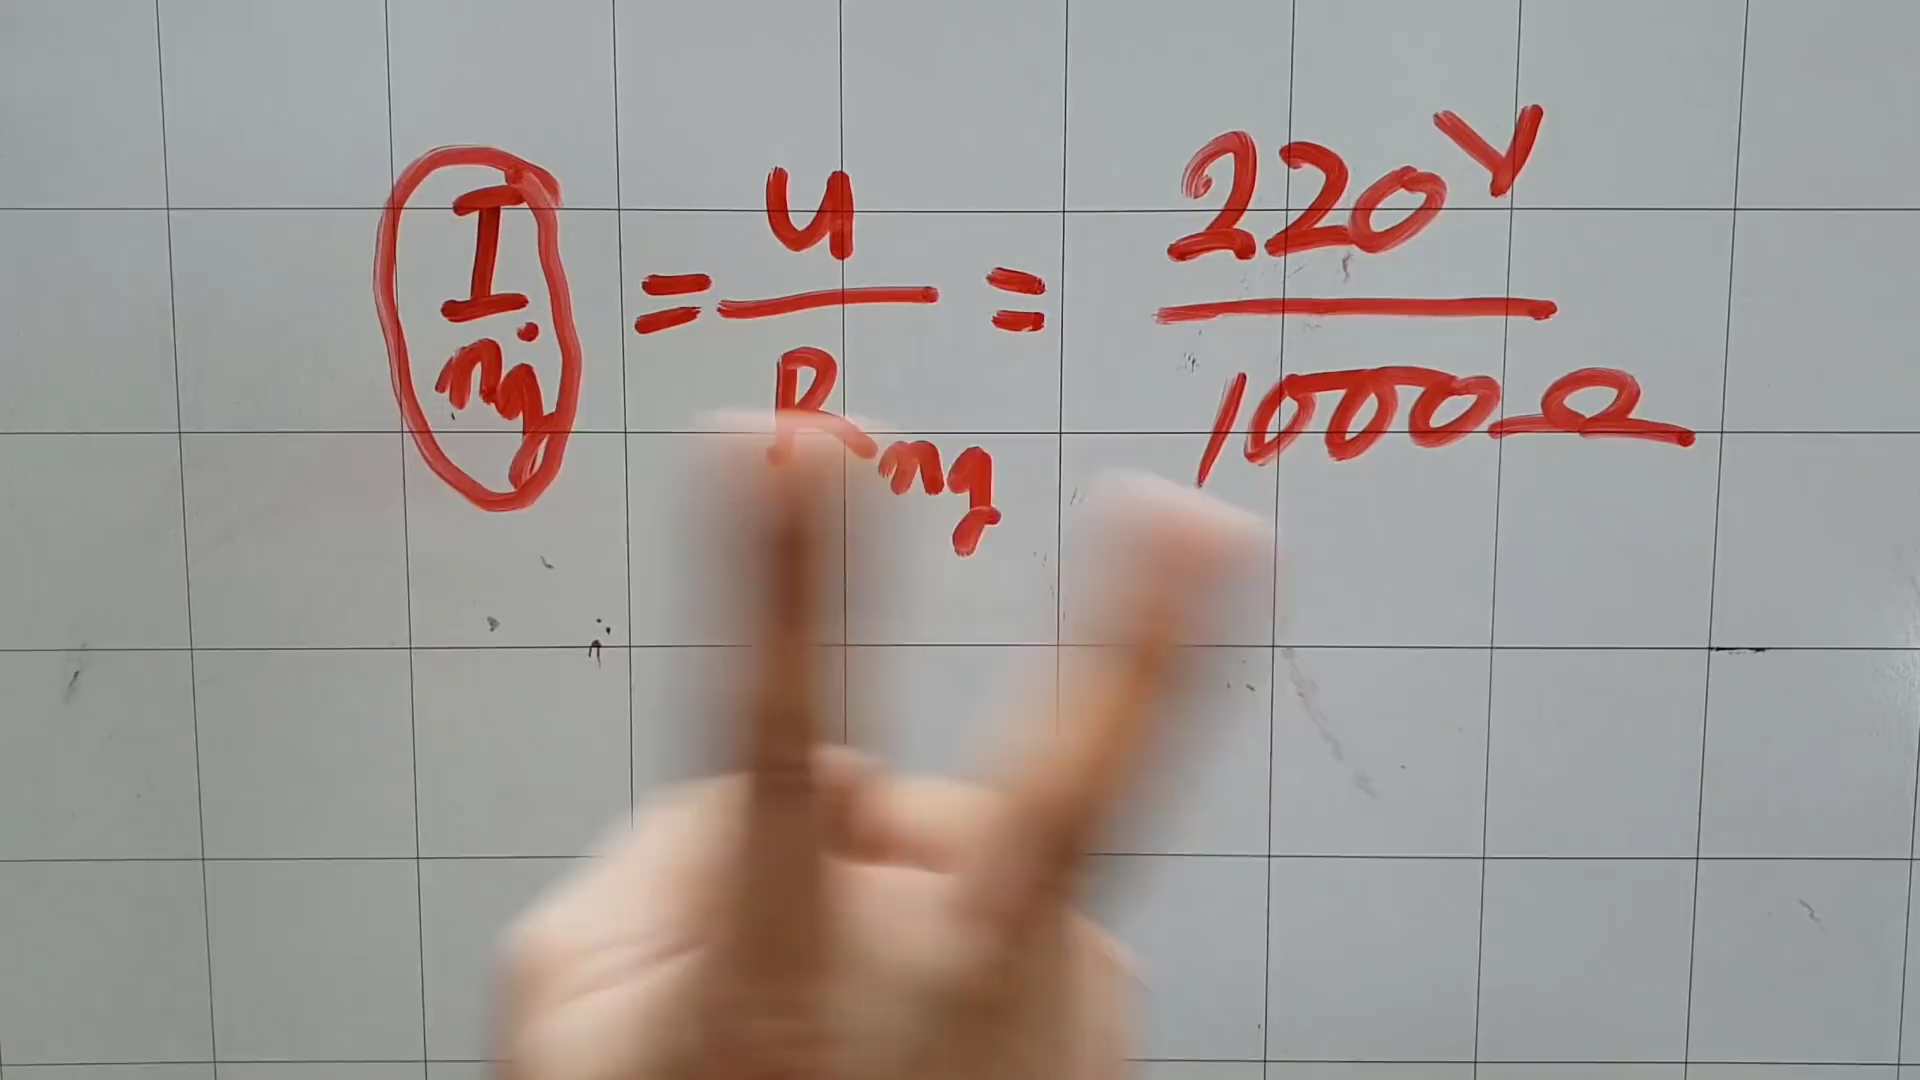 I ng = U / R ng = 220V / 1000Ω